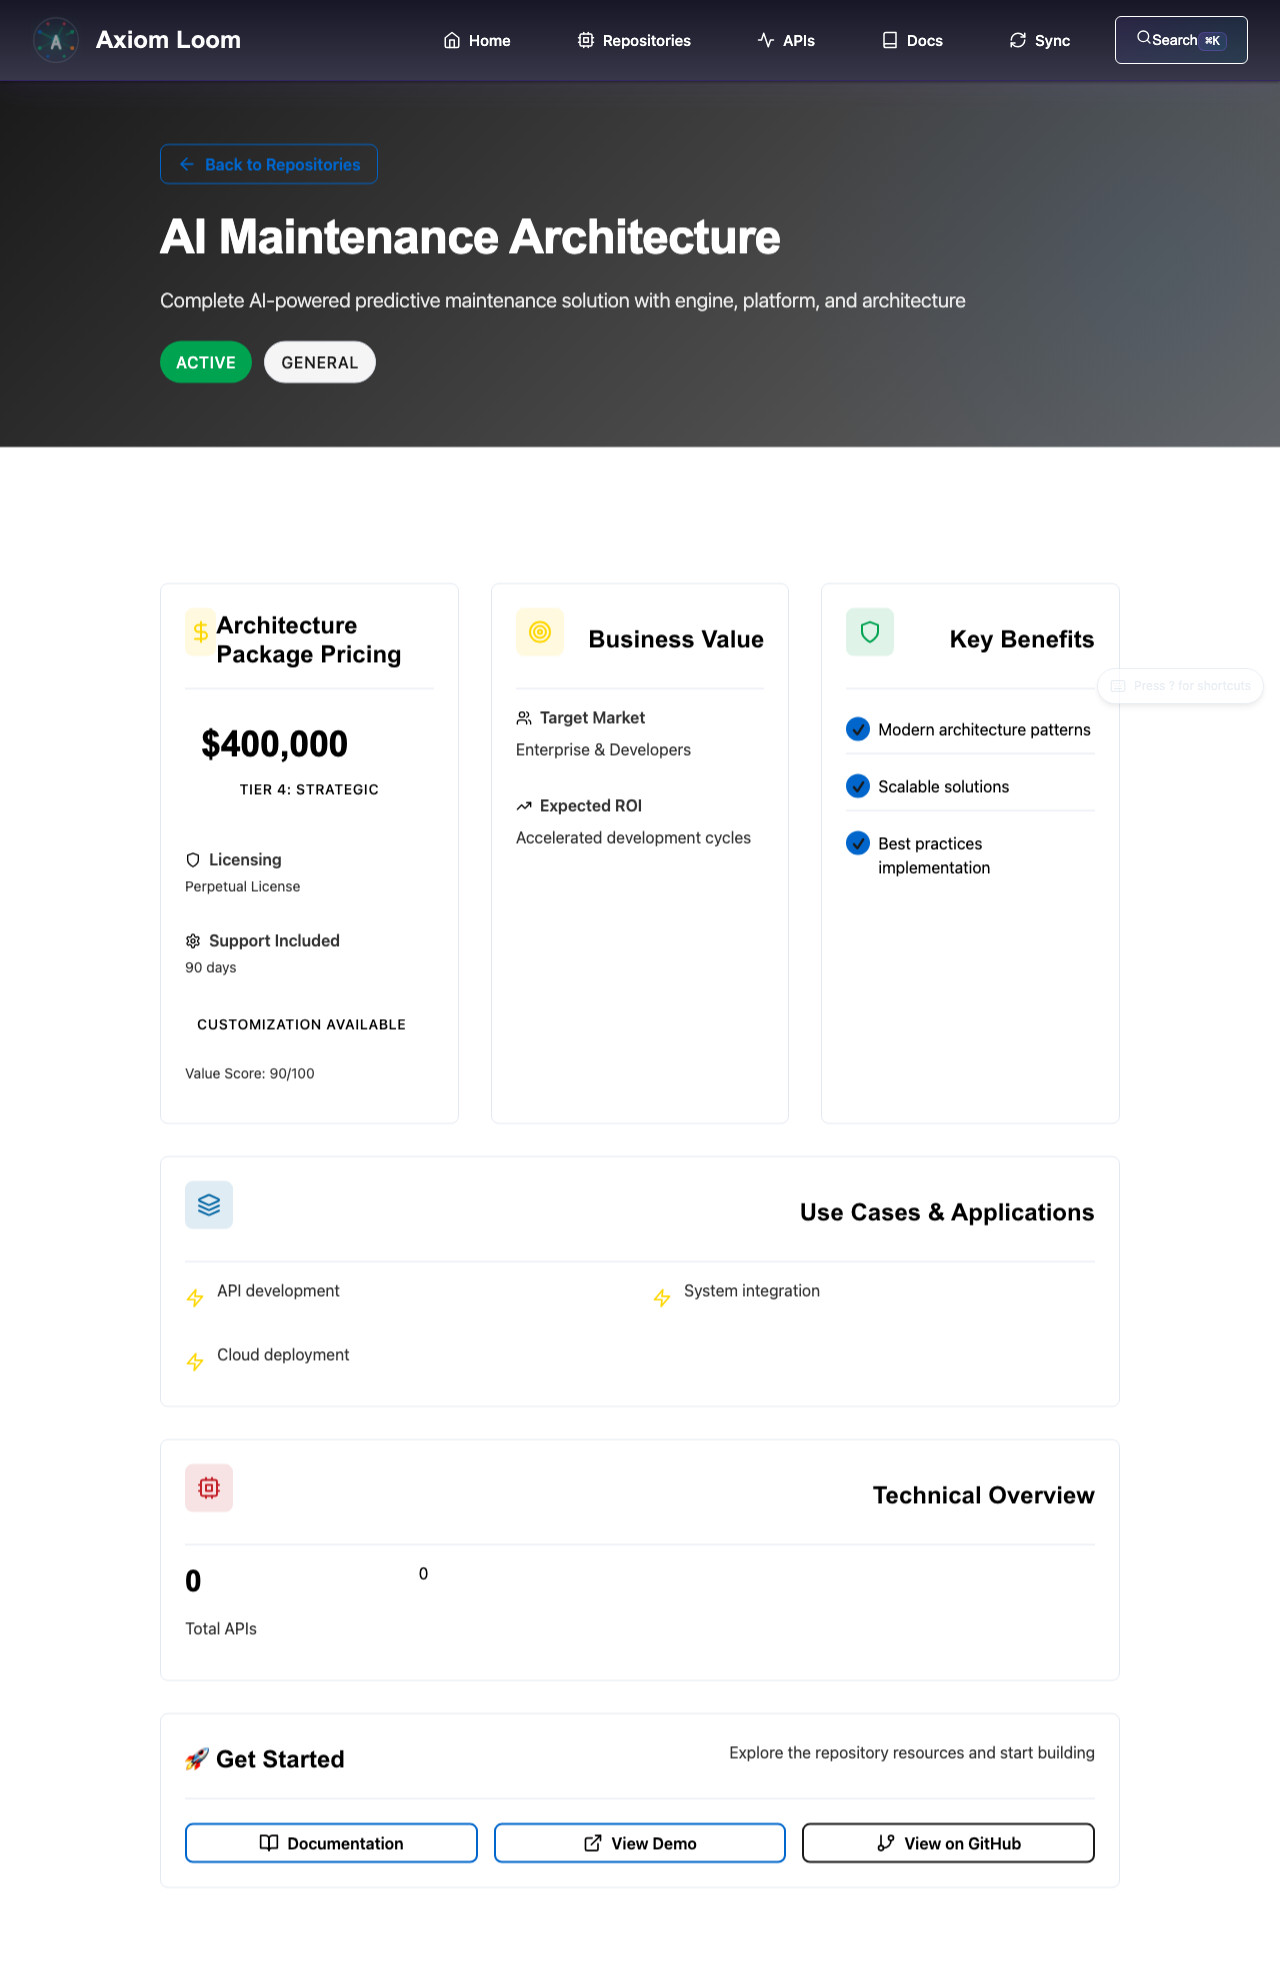 A
Axiom Loom
Home
Repositories
APIs
Docs
Sync
Search ⌘K
Back to Repositories
AI Maintenance Architecture
Complete AI-powered predictive maintenance solution with engine, platform, and architecture
ACTIVE
GENERAL
Architecture
Package Pricing
$400,000
TIER 4: STRATEGIC
Licensing
Perpetual License
Support Included
90 days
CUSTOMIZATION AVAILABLE
Value Score: 90/100
Business Value
Target Market
Enterprise & Developers
Expected ROI
Accelerated development cycles
Key Benefits
Modern architecture patterns
Scalable solutions
Best practices
implementation
Press ? for shortcuts
Use Cases & Applications
API development
System integration
Cloud deployment
Technical Overview
0
Total APIs
0
🚀 Get Started
Explore the repository resources and start building
Documentation
View Demo
View on GitHub